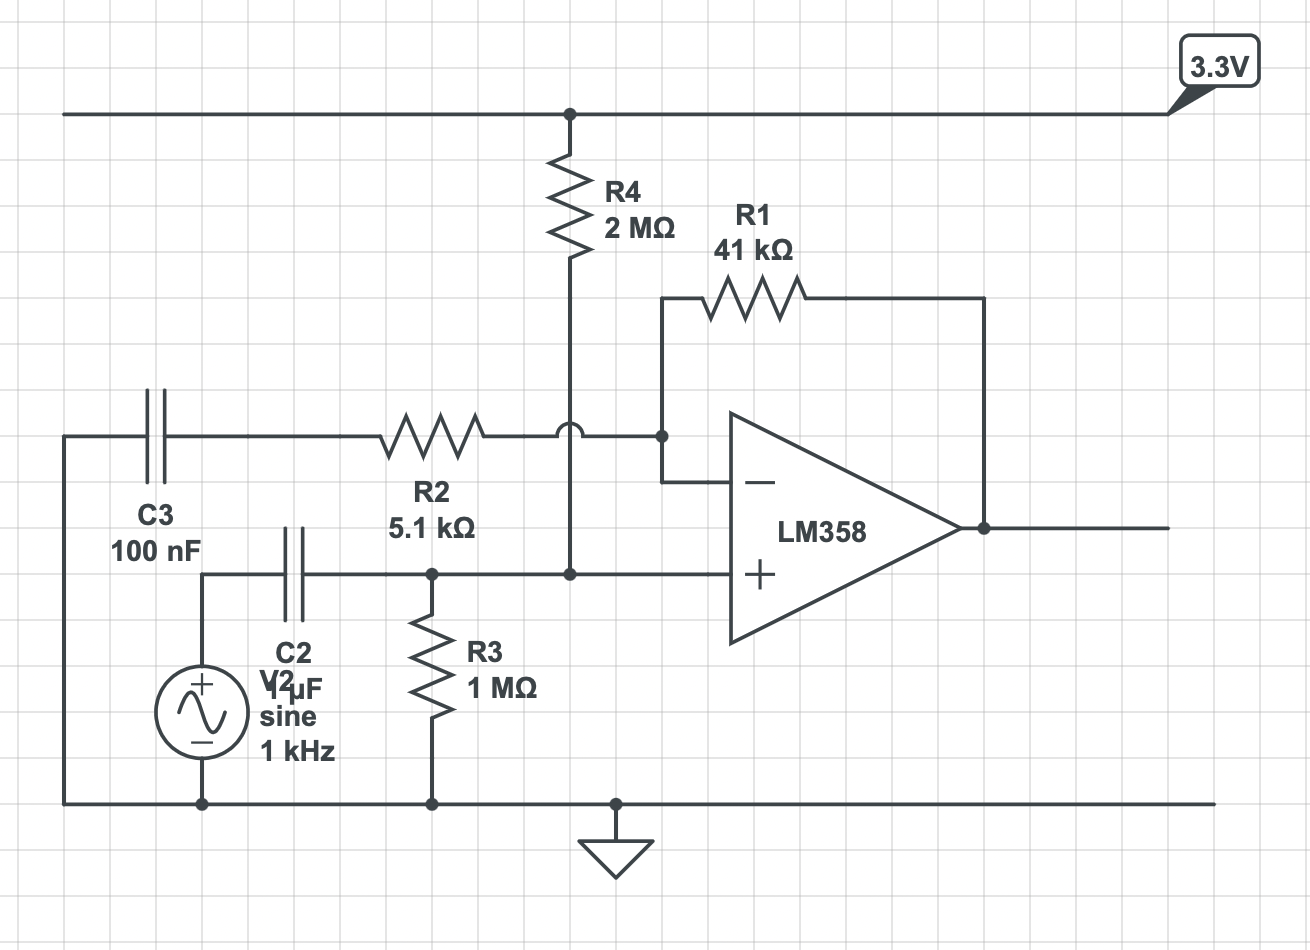 3.3V
R4
2 MΩ
R1
41 kΩ
R2
5.1 kΩ
C3
100 nF
LM358
C2
1 µF
V2
sine
1 kHz
R3
1 MΩ